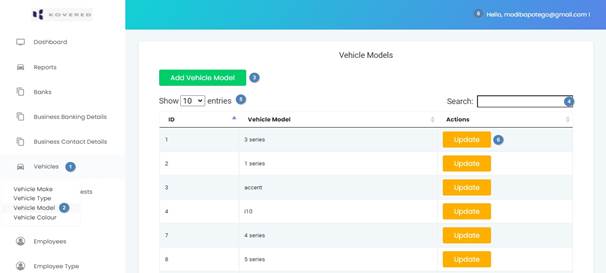 KOVERED
6 Hello, madibapotego@gmail.com !
Dashboard
Reports
Banks
Business Banking Details
Business Contact Details
Vehicles 1
ests
Vehicle Make
Vehicle Type
Vehicle Model 2
Vehicle Colour
Employees
Employee Type
Vehicle Models
Add Vehicle Model 3
Show 10 entries 5
Search: 4
ID Vehicle Model Actions
1 3 series Update 6
2 1 series Update
3 accent Update
4 i10 Update
7 4 series Update
8 5 series Update